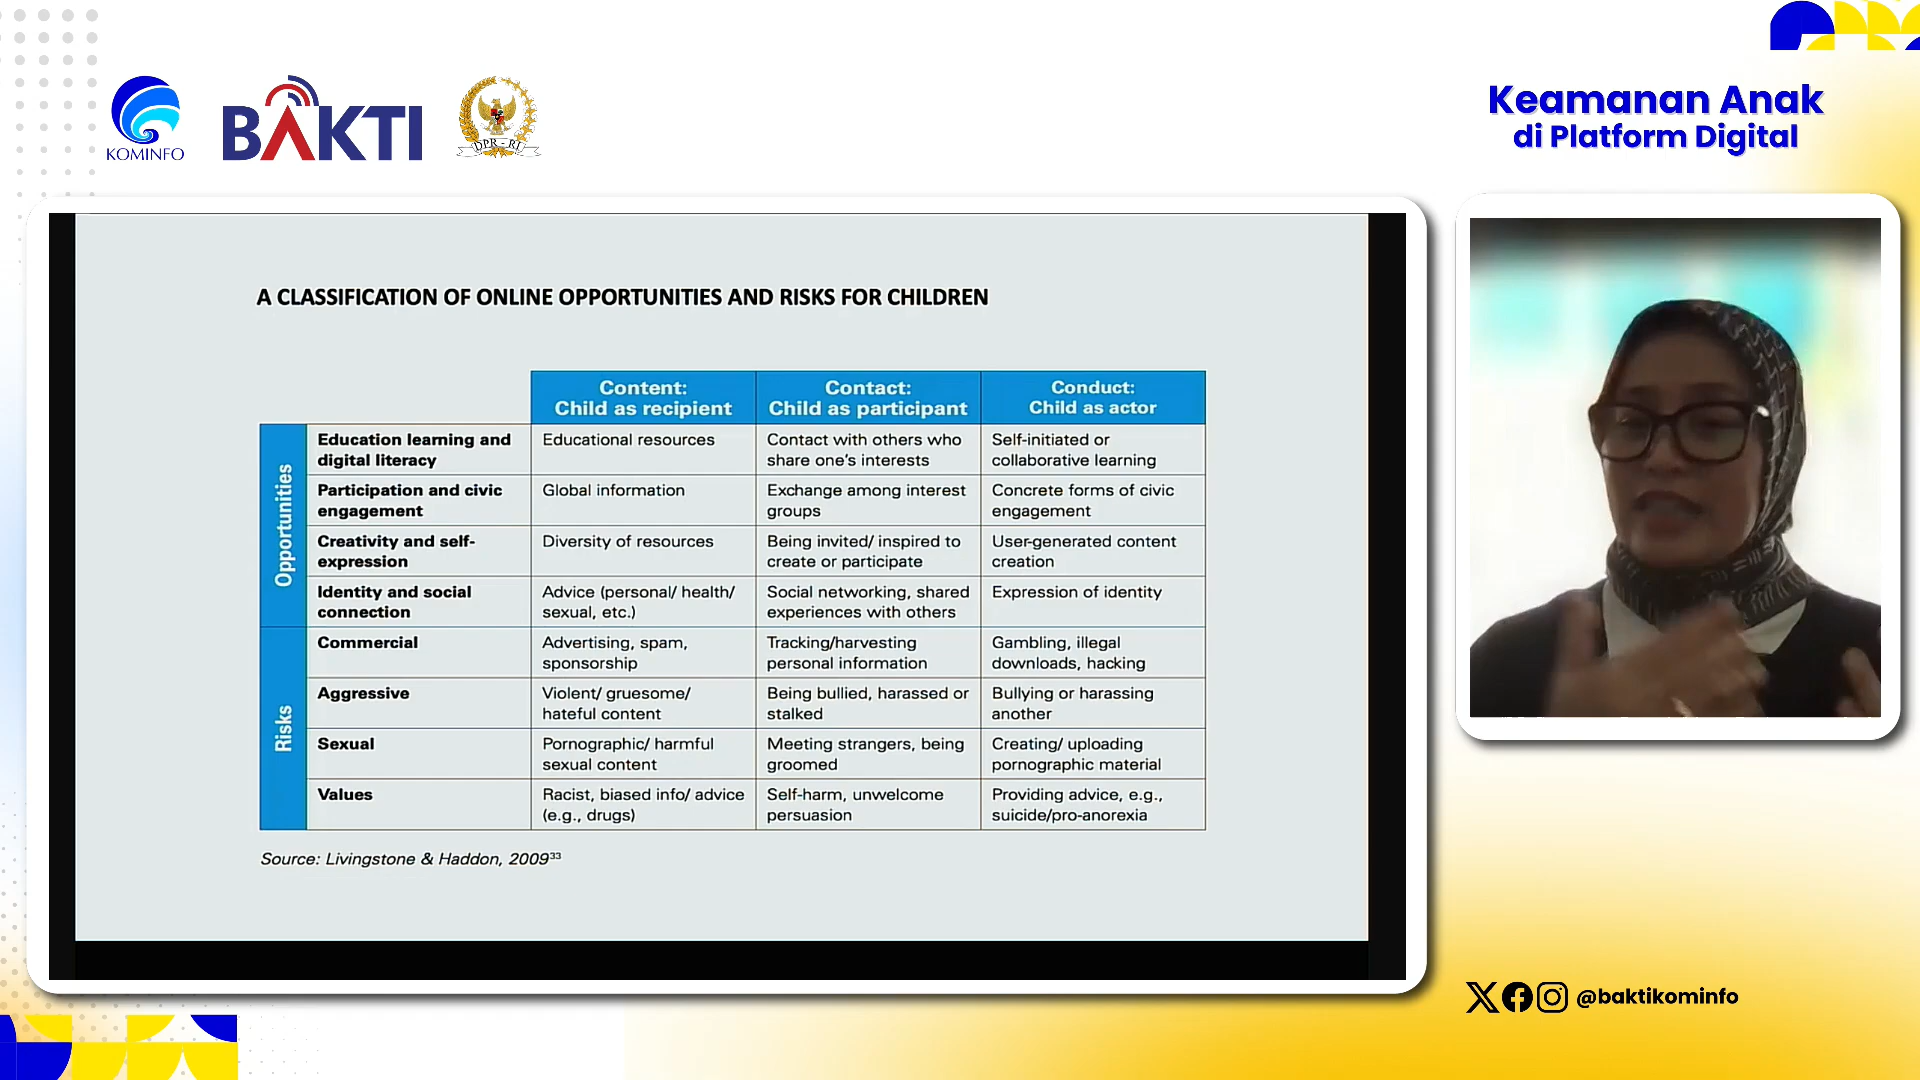 KOMINFO
BAKTI
DPR-RI
Keamanan Anak
di Platform Digital
A CLASSIFICATION OF ONLINE OPPORTUNITIES AND RISKS FOR CHILDREN
Content:
Child as recipient
Contact:
Child as participant
Conduct:
Child as actor
Opportunities
Education learning and
digital literacy
Educational resources
Contact with others who
share one's interests
Self-initiated or
collaborative learning
Participation and civic
engagement
Global information
Exchange among interest
groups
Concrete forms of civic
engagement
Creativity and self-
expression
Diversity of resources
Being invited/ inspired to
create or participate
User-generated content
creation
Identity and social
connection
Advice (personal/ health/
sexual, etc.)
Social networking, shared
experiences with others
Expression of identity
Risks
Commercial
Advertising, spam,
sponsorship
Tracking/harvesting
personal information
Gambling, illegal
downloads, hacking
Aggressive
Violent/ gruesome/
hateful content
Being bullied, harassed or
stalked
Bullying or harassing
another
Sexual
Pornographic/ harmful
sexual content
Meeting strangers, being
groomed
Creating/ uploading
pornographic material
Values
Racist, biased info/ advice
(e.g., drugs)
Self-harm, unwelcome
persuasion
Providing advice, e.g.,
suicide/pro-anorexia
Source: Livingstone & Haddon, 2009³³
@baktikominfo